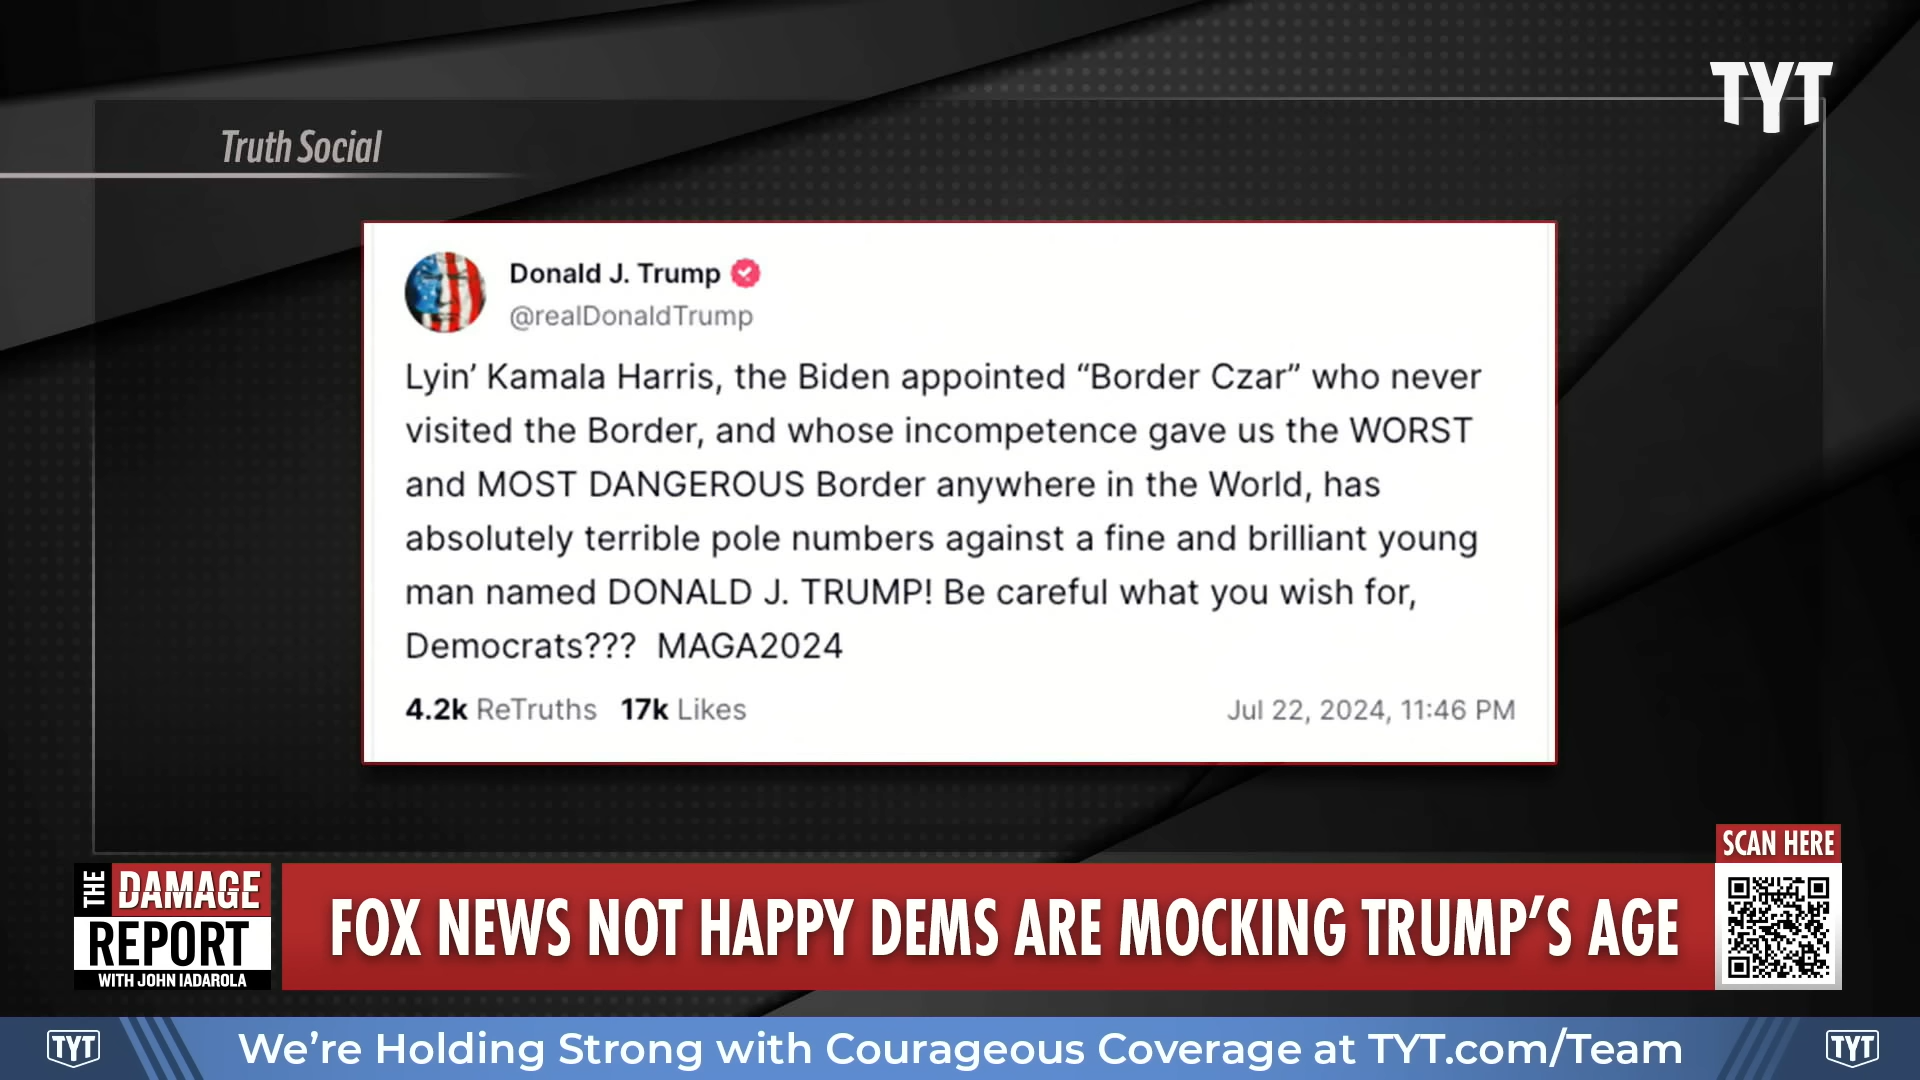 TYT
Truth Social
Donald J. Trump
@realDonaldTrump
Lyin’ Kamala Harris, the Biden appointed “Border Czar” who never
visited the Border, and whose incompetence gave us the WORST
and MOST DANGEROUS Border anywhere in the World, has
absolutely terrible pole numbers against a fine and brilliant young
man named DONALD J. TRUMP! Be careful what you wish for,
Democrats??? MAGA2024
4.2k ReTruths 17k Likes Jul 22, 2024, 11:46 PM
SCAN HERE
THE DAMAGE
REPORT
WITH JOHN IADAROLA
FOX NEWS NOT HAPPY DEMS ARE MOCKING TRUMP’S AGE
TYT We’re Holding Strong with Courageous Coverage at TYT.com/Team TYT